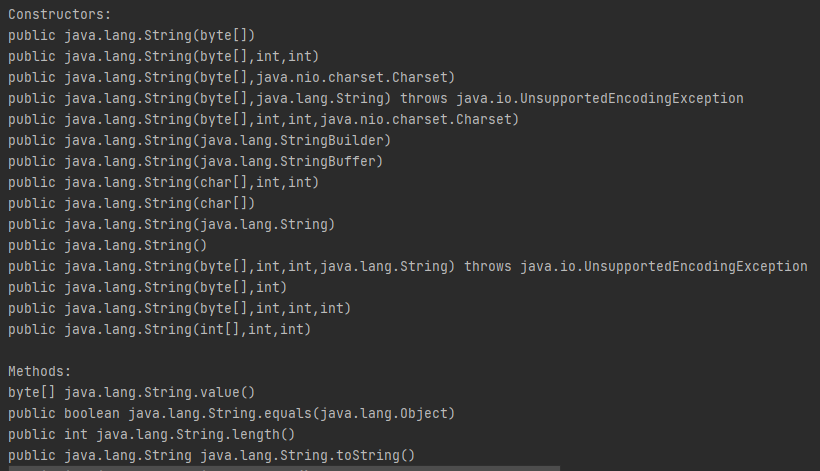 Constructors:
public java.lang.String(byte[])
public java.lang.String(byte[],int,int)
public java.lang.String(byte[],java.nio.charset.Charset)
public java.lang.String(byte[],java.lang.String) throws java.io.UnsupportedEncodingException
public java.lang.String(byte[],int,int,java.nio.charset.Charset)
public java.lang.String(java.lang.StringBuilder)
public java.lang.String(java.lang.StringBuffer)
public java.lang.String(char[],int,int)
public java.lang.String(char[])
public java.lang.String(java.lang.String)
public java.lang.String()
public java.lang.String(byte[],int,int,java.lang.String) throws java.io.UnsupportedEncodingException
public java.lang.String(byte[],int)
public java.lang.String(byte[],int,int,int)
public java.lang.String(int[],int,int)

Methods:
byte[] java.lang.String.value()
public boolean java.lang.String.equals(java.lang.Object)
public int java.lang.String.length()
public java.lang.String java.lang.String.toString()